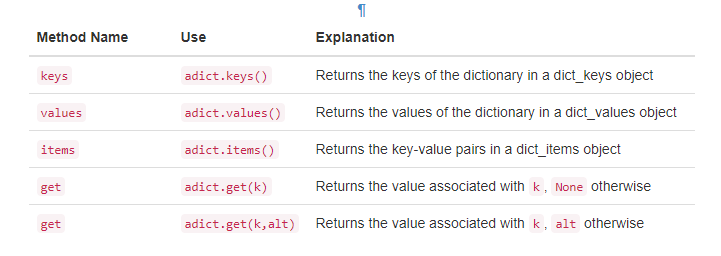 ¶
Method Name Use Explanation
keys adict.keys() Returns the keys of the dictionary in a dict_keys object
values adict.values() Returns the values of the dictionary in a dict_values object
items adict.items() Returns the key-value pairs in a dict_items object
get adict.get(k) Returns the value associated with k, None otherwise
get adict.get(k,alt) Returns the value associated with k, alt otherwise